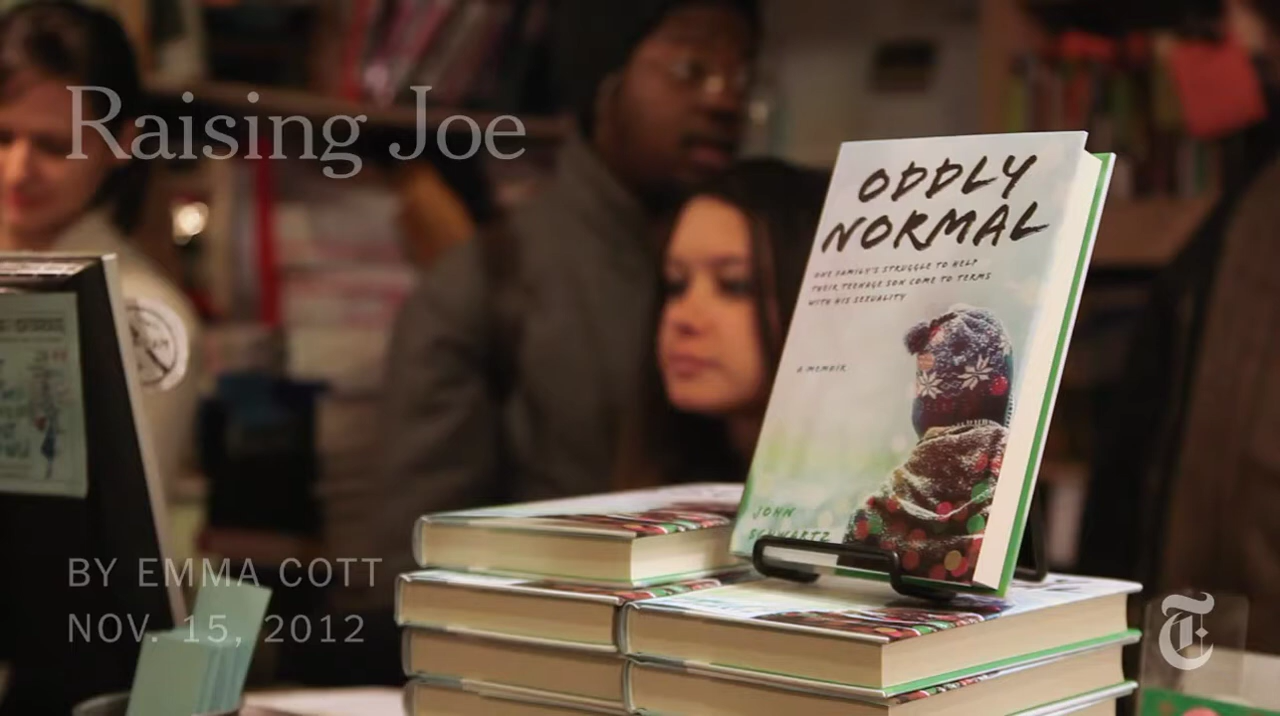 Raising Joe
ODDLY
NORMAL
ONE FAMILY'S STRUGGLE TO HELP
THEIR TEENAGE SON COME TO TERMS
WITH HIS SEXUALITY
A MEMOIR
JOHN
SCHWARTZ
BY EMMA COTT
NOV. 15, 2012
T